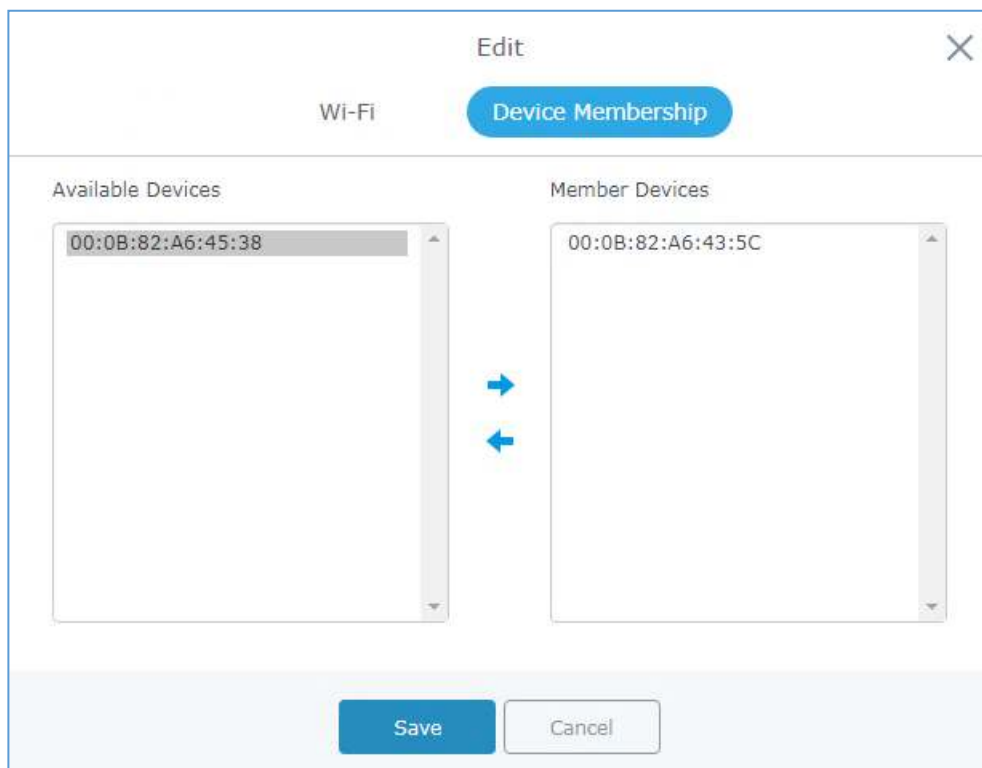 Edit
Wi-Fi
Device Membership
Available Devices
Member Devices
00:0B:82:A6:45:38
00:0B:82:A6:43:5C
Save
Cancel